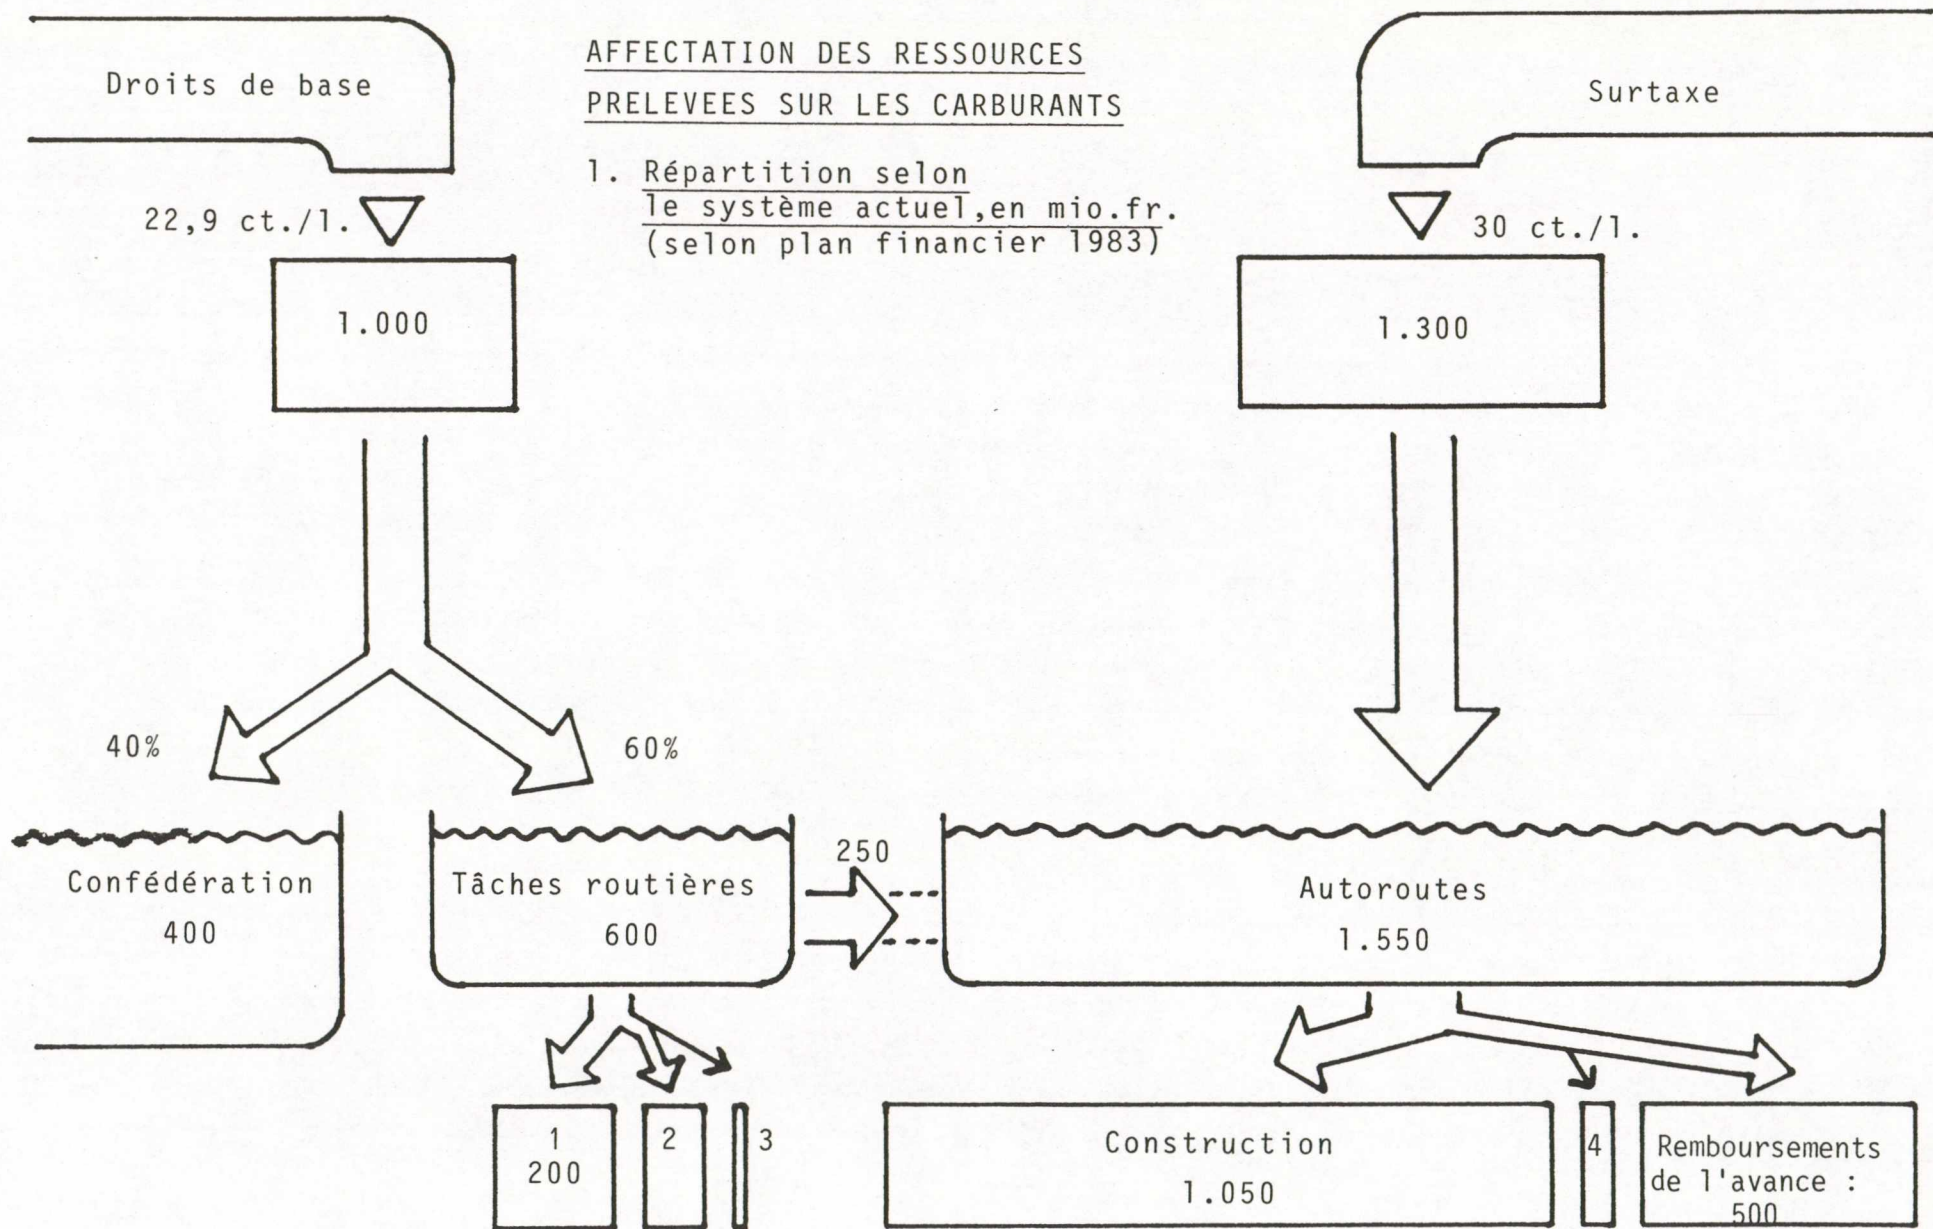 AFFECTATION DES RESSOURCES
PRELEVEES SUR LES CARBURANTS
1. Répartition selon
le système actuel,en mio.fr.
(selon plan financier 1983)
Droits de base
22,9 ct./l.
1.000
Surtaxe
30 ct./l.
1.300
40%
60%
Confédération
400
Tâches routières
600
250
Autoroutes
1.550
1
200
2
3
Construction
1.050
4
Remboursements
de l'avance :
500